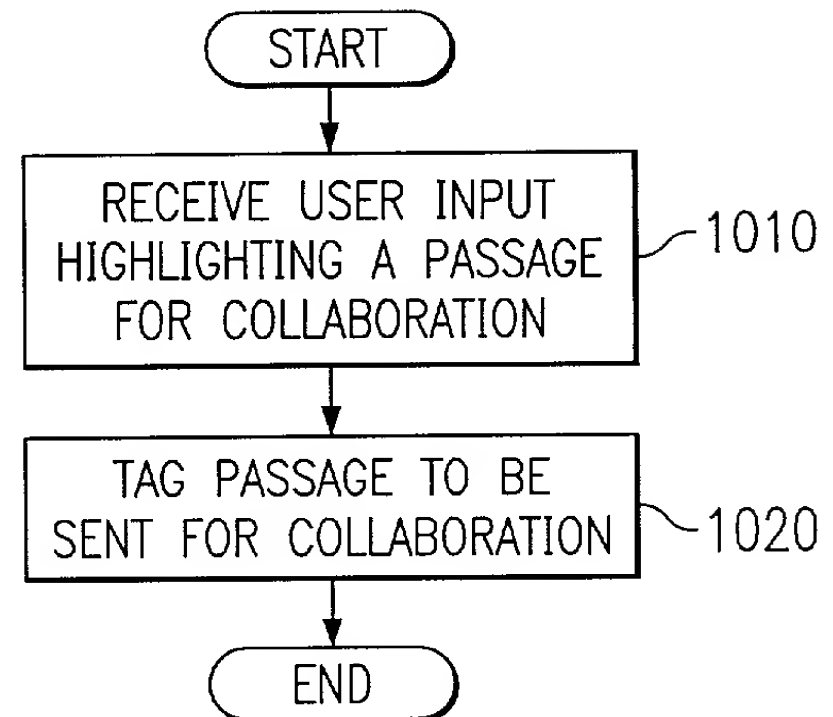 START
RECEIVE USER INPUT
HIGHLIGHTING A PASSAGE
FOR COLLABORATION
1010
TAG PASSAGE TO BE
SENT FOR COLLABORATION
1020
END